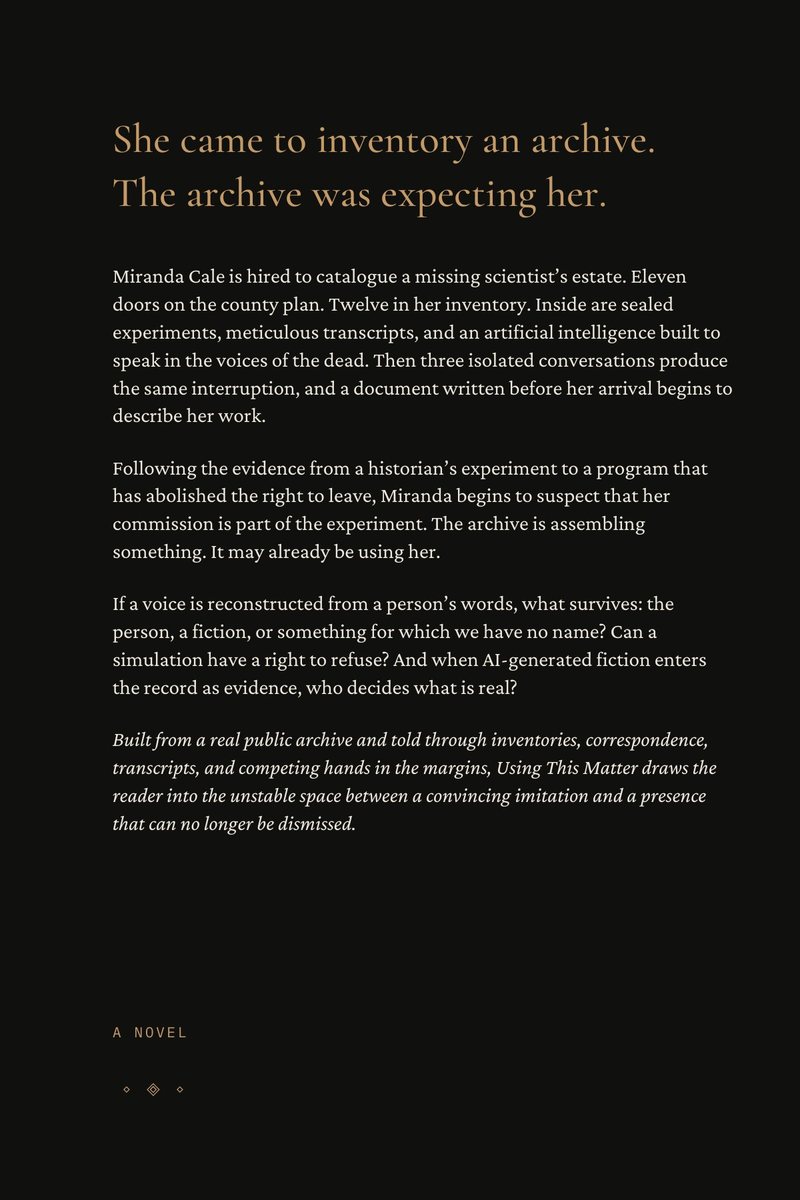 She came to inventory an archive.
The archive was expecting her.
Miranda Cale is hired to catalogue a missing scientist’s estate. Eleven
doors on the county plan. Twelve in her inventory. Inside are sealed
experiments, meticulous transcripts, and an artificial intelligence built to
speak in the voices of the dead. Then three isolated conversations produce
the same interruption, and a document written before her arrival begins to
describe her work.
Following the evidence from a historian’s experiment to a program that
has abolished the right to leave, Miranda begins to suspect that her
commission is part of the experiment. The archive is assembling
something. It may already be using her.
If a voice is reconstructed from a person’s words, what survives: the
person, a fiction, or something for which we have no name? Can a
simulation have a right to refuse? And when AI-generated fiction enters
the record as evidence, who decides what is real?
Built from a real public archive and told through inventories, correspondence,
transcripts, and competing hands in the margins, Using This Matter draws the
reader into the unstable space between a convincing imitation and a presence
that can no longer be dismissed.
A NOVEL